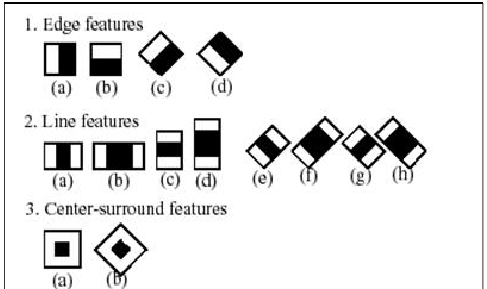 1. Edge features
(a) (b) (c) (d)
2. Line features
(a) (b) (c) (d) (e) (f) (g) (h)
3. Center-surround features
(a) (b)